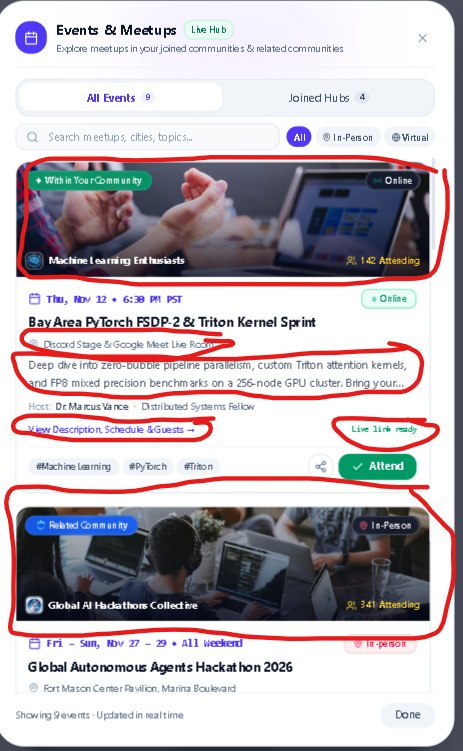 Events & Meetups Live Hub
Explore meetups in your joined communities & related communities
All Events 9 Joined Hubs 4
Search meetups, cities, topics... All In-Person Virtual
Within Your Community Online
Machine Learning Enthusiasts 142 Attending
Thu, Nov 12 • 6:30 PM PST Online
Bay Area PyTorch FSDP-2 & Triton Kernel Sprint
Discord Stage & Google Meet Live Room
Deep dive into zero-bubble pipeline parallelism, custom Triton attention kernels,
and FP8 mixed precision benchmarks on a 256-node GPU cluster. Bring your...
Host: Dr. Marcus Vance · Distributed Systems Fellow
View Description, Schedule & Guests → Live link ready
#Machine Learning #PyTorch #Triton Attend
Related Community In-Person
Global AI Hackathons Collective 341 Attending
Fri – Sun, Nov 27 – 29 • All Weekend In-person
Global Autonomous Agents Hackathon 2026
Fort Mason Center Pavilion, Marina Boulevard
Showing 9 events · Updated in real time Done